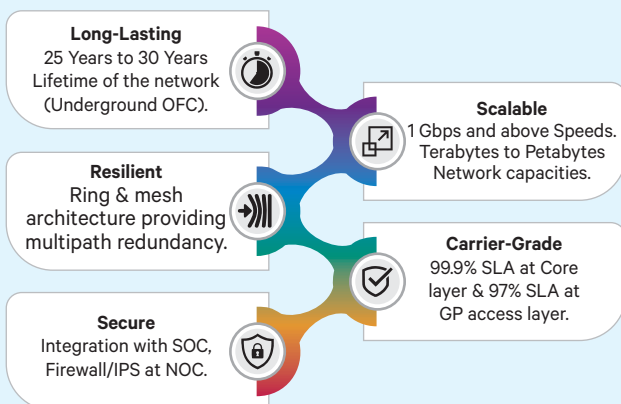 Long-Lasting
25 Years to 30 Years
Lifetime of the network
(Underground OFC).
Scalable
1 Gbps and above Speeds.
Terabytes to Petabytes
Network capacities.
Resilient
Ring & mesh
architecture providing
multipath redundancy.
Carrier-Grade
99.9% SLA at Core
layer & 97% SLA at
GP access layer.
Secure
Integration with SOC,
Firewall/IPS at NOC.